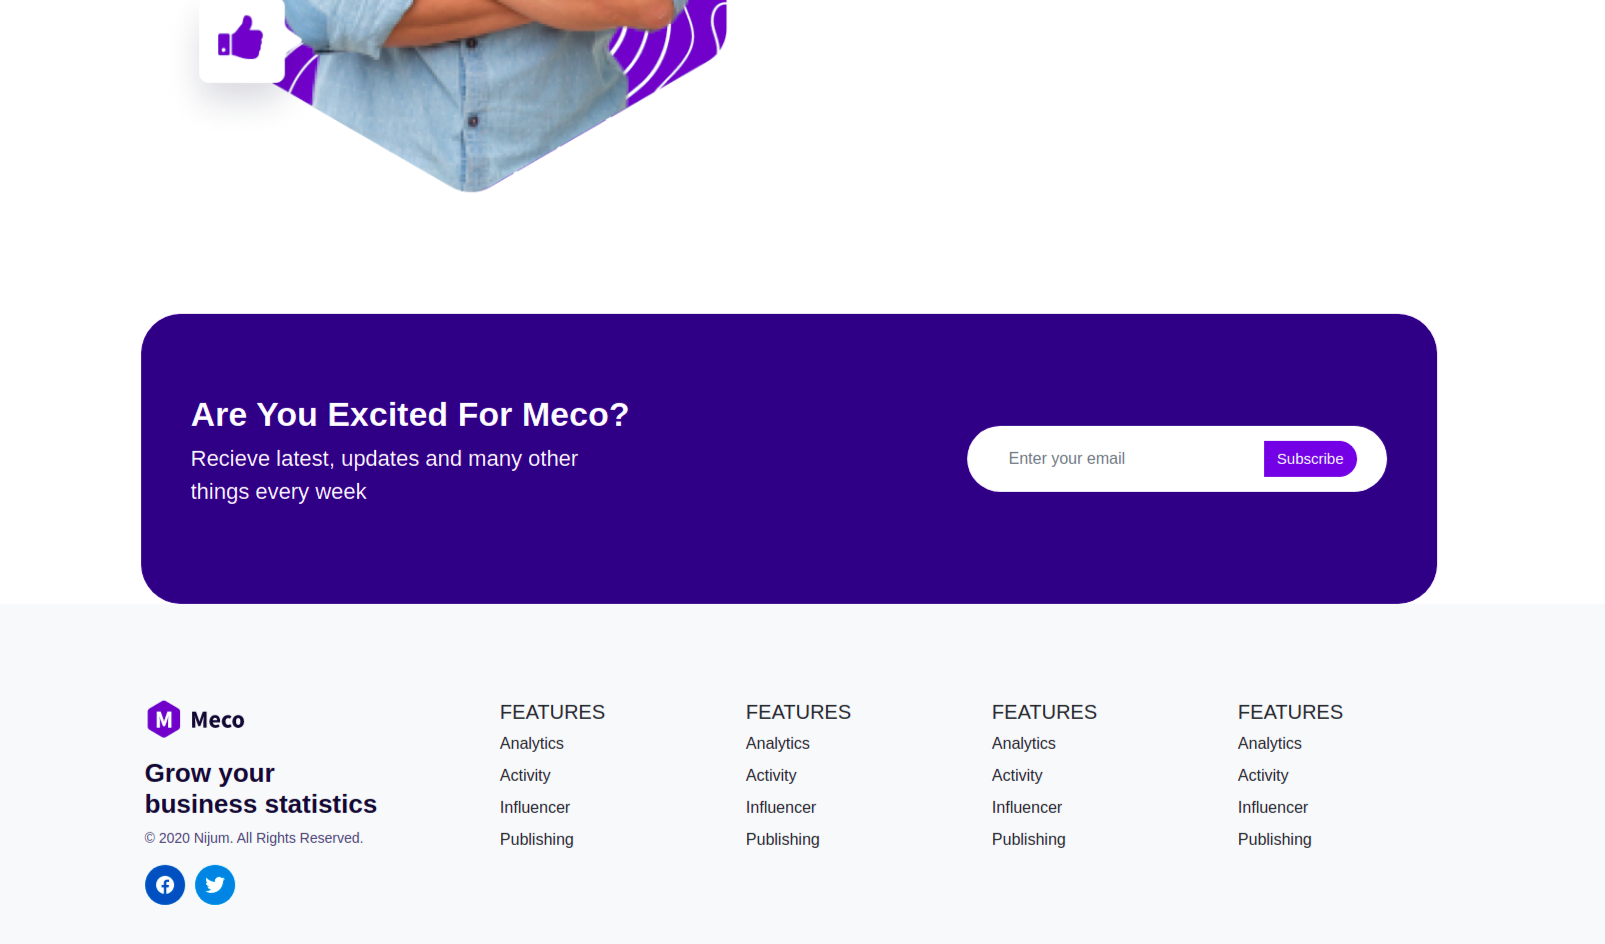 Are You Excited For Meco?
Recieve latest, updates and many other
things every week
Enter your email
Subscribe
M Meco
Grow your
business statistics
© 2020 Nijum. All Rights Reserved.
FEATURES
Analytics
Activity
Influencer
Publishing
FEATURES
Analytics
Activity
Influencer
Publishing
FEATURES
Analytics
Activity
Influencer
Publishing
FEATURES
Analytics
Activity
Influencer
Publishing